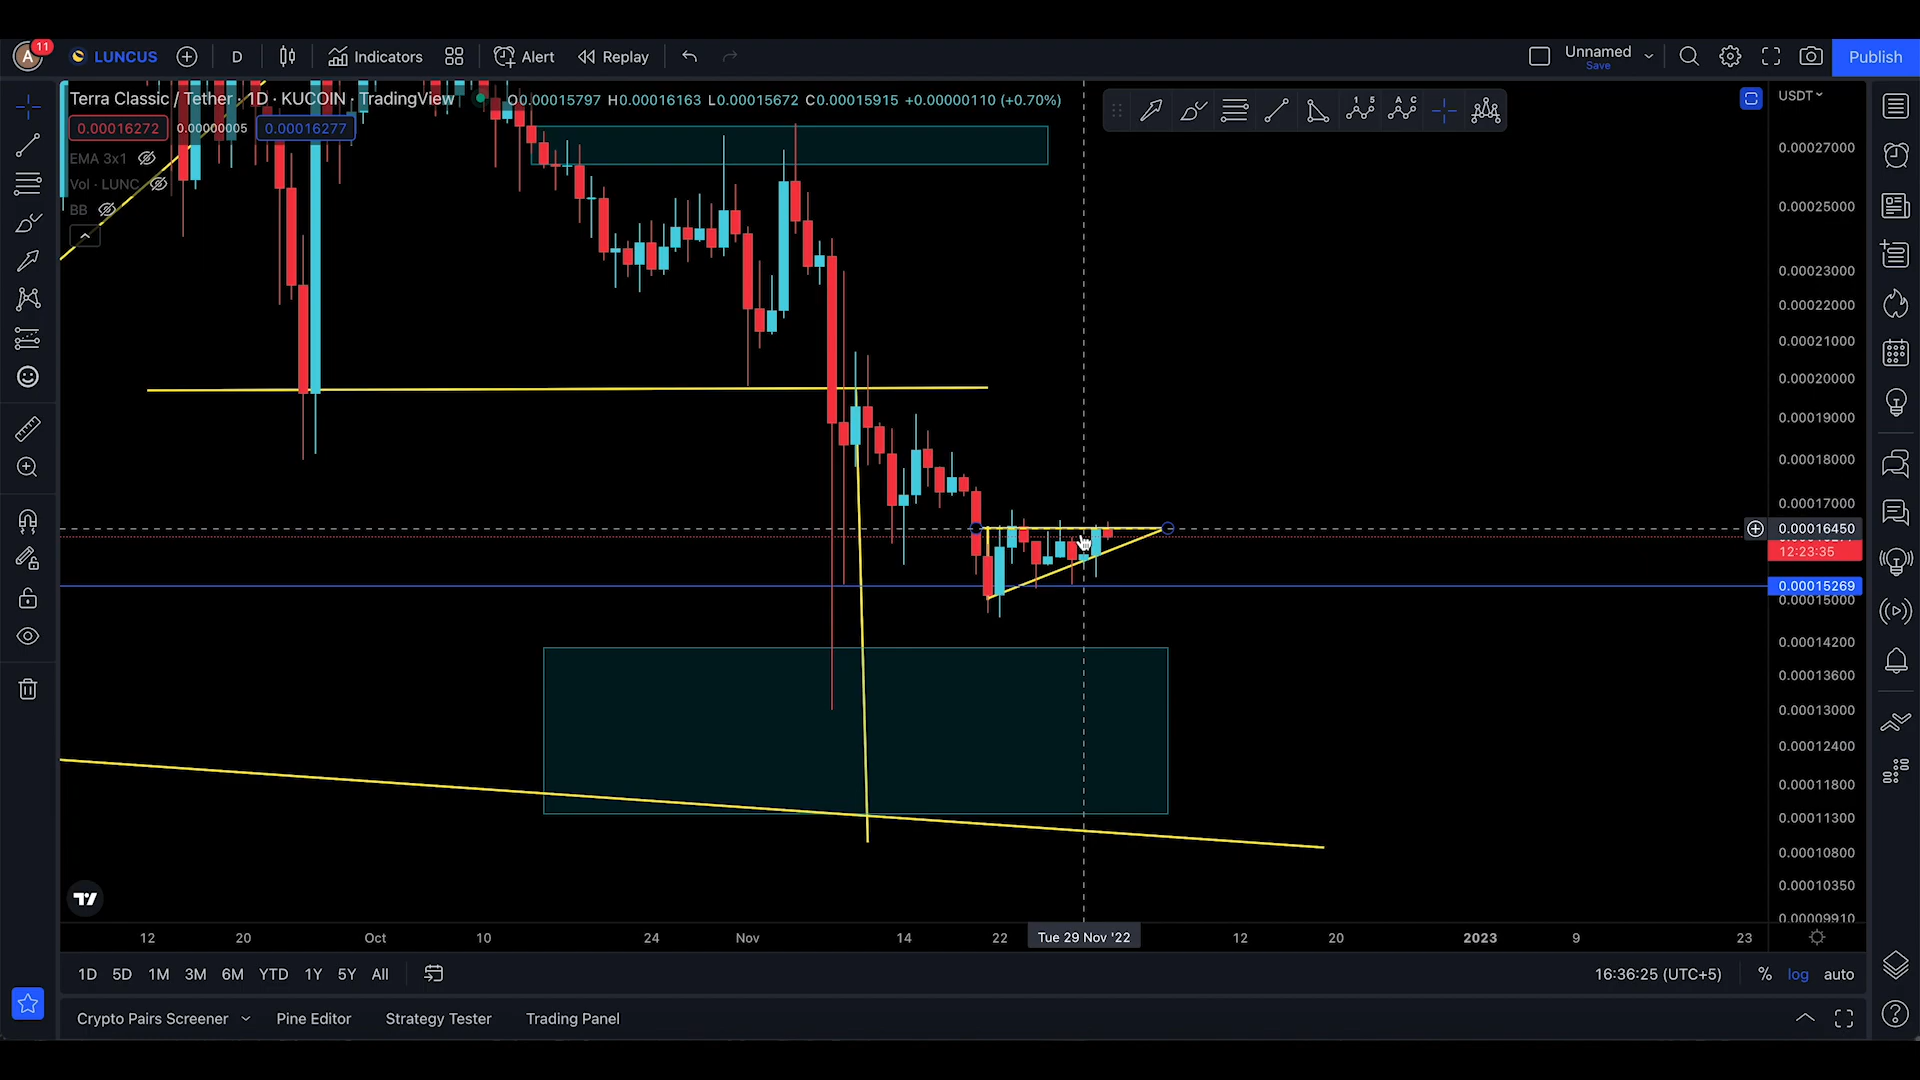 A 11 LUNCUS D Indicators Alert Replay Unnamed Save Publish
Terra Classic / Tether · 1D · KUCOIN · TradingView O0.00015797 H0.00016163 L0.00015672 C0.00015915 +0.00000110 (+0.70%)
USDT
0.00016272 0.00000005 0.00016277
EMA 3x1
Vol · LUNC
BB
1 5
A C
0.00027000
0.00025000
0.00023000
0.00022000
0.00021000
0.00020000
0.00019000
0.00018000
0.00017000
0.00016450
12:23:35
0.00015269
0.00015000
0.00014200
0.00013600
0.00013000
0.00012400
0.00011800
0.00011300
0.00010800
0.00010350
0.00009910
12 20 Oct 10 24 Nov 14 22 Tue 29 Nov '22 12 20 2023 9 23
1D 5D 1M 3M 6M YTD 1Y 5Y All 16:36:25 (UTC+5) % log auto
Crypto Pairs Screener Pine Editor Strategy Tester Trading Panel